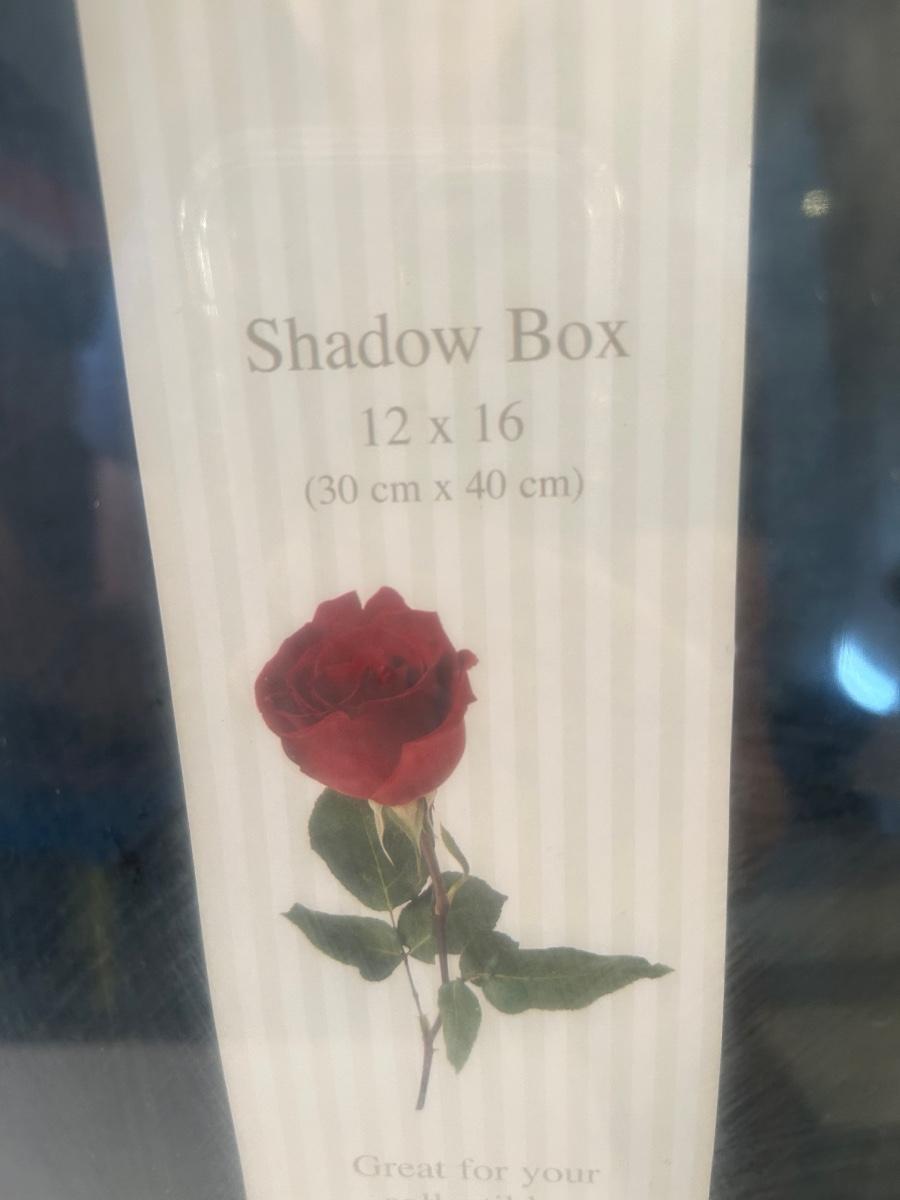 Shadow Box
12 x 16
(30 cm x 40 cm)
Great for your